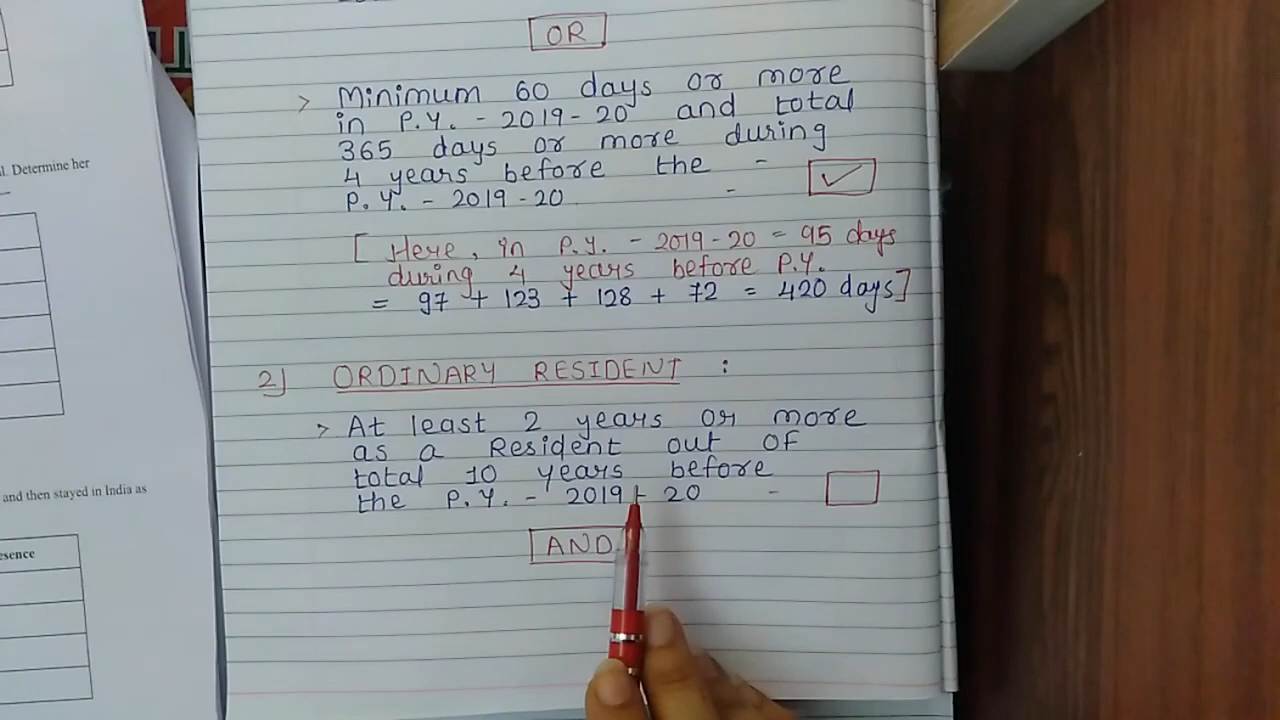 OR
> Minimum 60 days or more
in P.Y. - 2019-20 and total
365 days or more during
4 years before the -
P.Y. - 2019-20 - ✓
[ Here, in P.Y. - 2019-20 = 95 days
during 4 years before P.Y.
= 97 + 123 + 128 + 72 = 420 days]
2) ORDINARY RESIDENT :
> At least 2 years or more
as a Resident out of
total 10 years before
the P.Y. - 2019-20 -
AND
l. Determine her
and then stayed in India as
esence